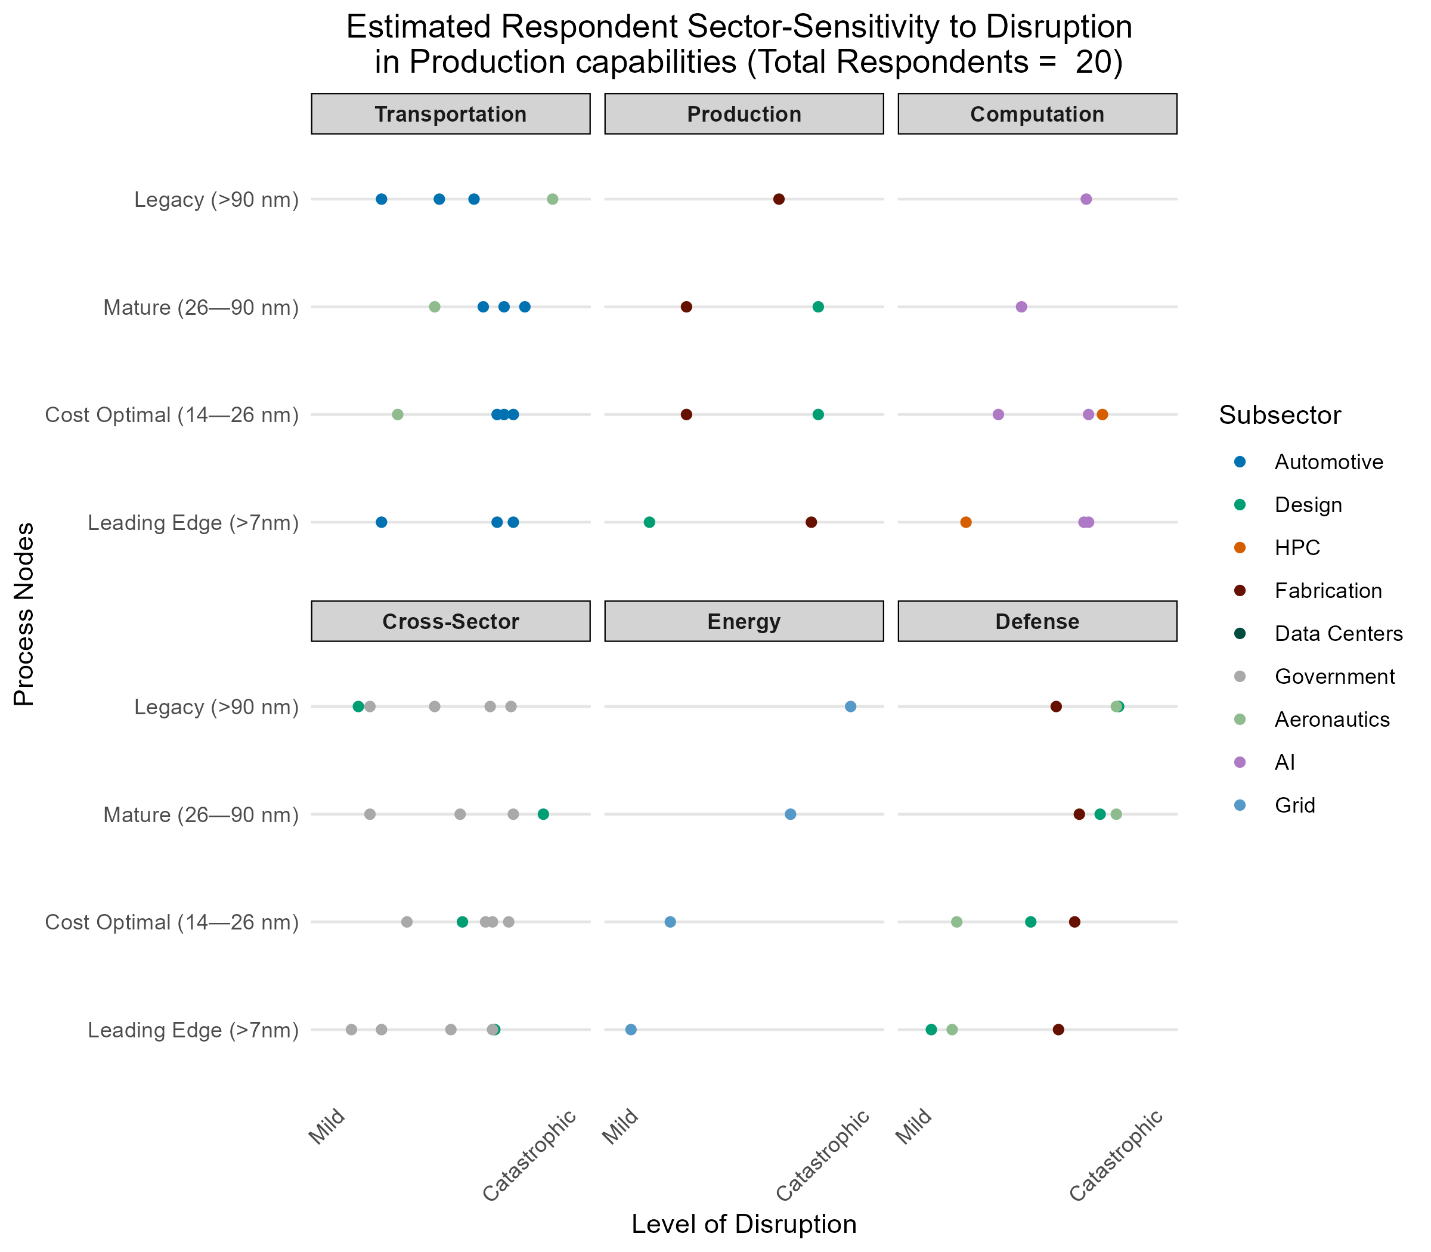 Estimated Respondent Sector-Sensitivity to Disruption
in Production capabilities (Total Respondents =  20)
Transportation
Production
Computation
Legacy (>90 nm)
Mature (26—90 nm)
Cost Optimal (14—26 nm)
Leading Edge (>7nm)
Cross-Sector
Energy
Defense
Legacy (>90 nm)
Mature (26—90 nm)
Cost Optimal (14—26 nm)
Leading Edge (>7nm)
Process Nodes
Mild
Catastrophic
Mild
Catastrophic
Mild
Catastrophic
Level of Disruption
Subsector
Automotive
Design
HPC
Fabrication
Data Centers
Government
Aeronautics
AI
Grid